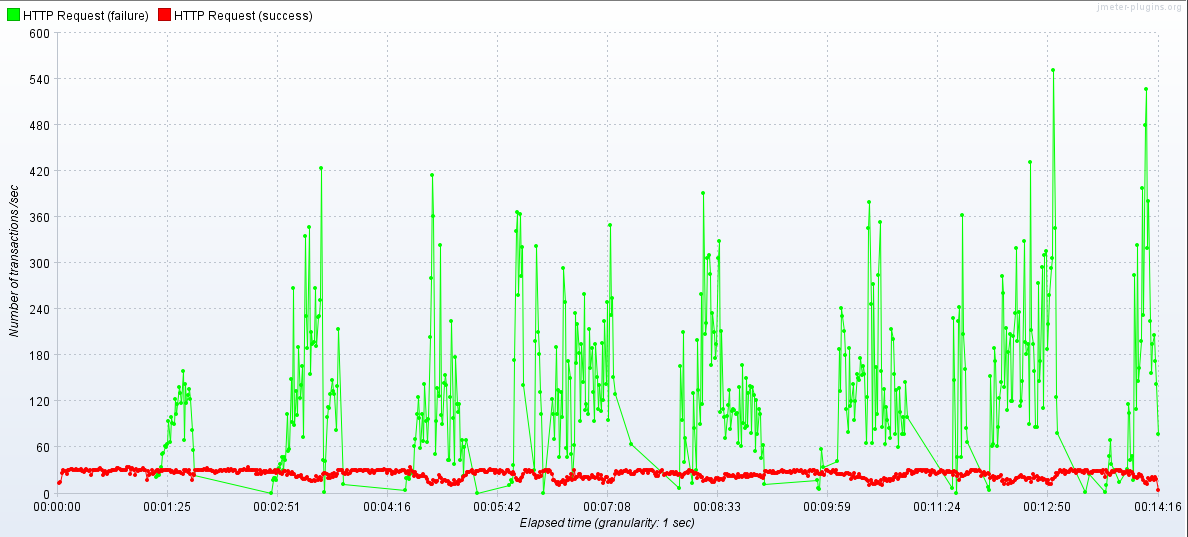 HTTP Request (failure) HTTP Request (success)
jmeter-plugins.org
600
540
480
420
360
300
240
180
120
60
0
Number of transactions /sec
00:00:00 00:01:25 00:02:51 00:04:16 00:05:42 00:07:08 00:08:33 00:09:59 00:11:24 00:12:50 00:14:16
Elapsed time (granularity: 1 sec)